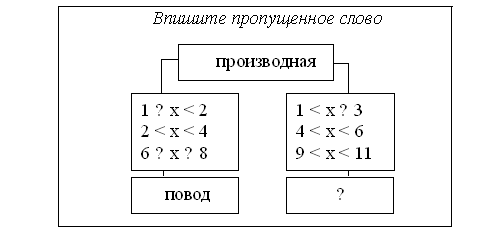 Впишите пропущенное слово
производная
1 ? x < 2
2 < x < 4
6 ? x ? 8
1 < x ? 3
4 < x < 6
9 < x < 11
повод
?